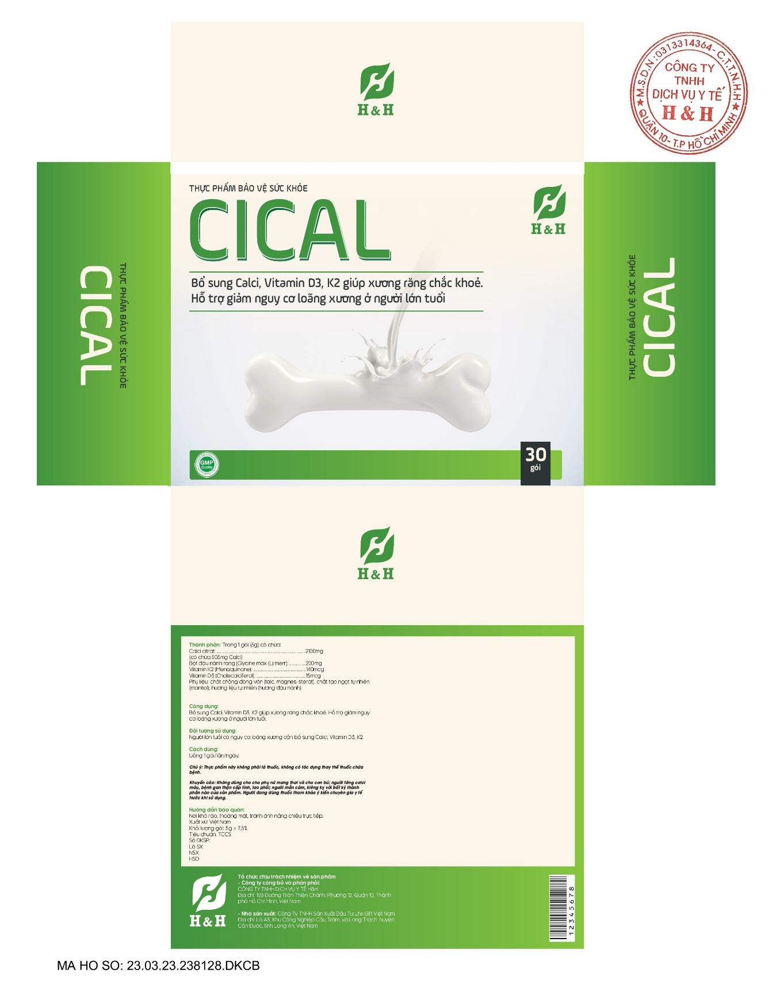 H & H
★ M.S.D.N:0313314364-C.T.T.N.H.H ★
CÔNG TY
TNHH
DỊCH VỤ Y TẾ
H & H
QUẬN 10-T.P HỒ CHÍ MINH
THỰC PHẨM BẢO VỆ SỨC KHỎE
CICAL
H & H
Bổ sung Calci, Vitamin D3, K2 giúp xương răng chắc khoẻ.
Hỗ trợ giảm nguy cơ loãng xương ở người lớn tuổi
THỰC PHẨM BẢO VỆ SỨC KHỎE
CICAL
THỰC PHẨM BẢO VỆ SỨC KHỎE
CICAL
GMP
Quality
30
gói
H & H
Thành phần: Trong 1 gói (5g) có chứa:
Calci citrat: ........2100mg
(có chứa 505mg Calci)
Bột đậu nành rang [Glycine max (L) merr]: ........200mg
Vitamin K2 (Menaquinone): ........140mcg
Vitamin D3 (Cholecalciferol): ........15mcg
Phụ liệu: chất chống đông vón (talc, magnesi sterat), chất tạo ngọt tự nhiên
(manitol), hương liệu tự nhiên (hương đậu nành).
Công dụng:
Bổ sung Calci, Vitamin D3, K2 giúp xương răng chắc khoẻ. Hỗ trợ giảm nguy
cơ loãng xương ở người lớn tuổi.
Đối tượng sử dụng:
Người lớn tuổi có nguy cơ loãng xương cần bổ sung Calci, Vitamin D3, K2.
Cách dùng:
Uống 1 gói/lần/ngày.
Chú ý: Thực phẩm này không phải là thuốc, không có tác dụng thay thế thuốc chữa
bệnh.
Khuyến cáo: Không dùng cho cho phụ nữ mang thai và cho con bú; người tăng calci
máu, bệnh gan thận cấp tính, lao phổi; người mẫn cảm, kiêng kỵ với bất kỳ thành
phần nào của sản phẩm. Người đang dùng thuốc tham khảo ý kiến chuyên gia y tế
trước khi sử dụng.
Hướng dẫn bảo quản:
Nơi khô ráo, thoáng mát, tránh ánh nắng chiếu trực tiếp.
Xuất xứ: Việt Nam
Khối lượng gói: 5g ± 7,5%
Tiêu chuẩn: TCCS
Số ĐKSP:
Lô SX:
NSX:
HSD
H & H
Tổ chức chịu trách nhiệm về sản phẩm
- Công ty công bố và phân phối:
CÔNG TY TNHH DỊCH VỤ Y TẾ H&H
Địa chỉ: 105 Đường Trần Thiện Chánh, Phường 12, Quận 10, Thành
phố Hồ Chí Minh, Việt Nam
- Nhà sản xuất: Công Ty TNHH Sản Xuất Đầu Tư Life Gift Việt Nam
Địa chỉ: Lô A3, Khu Công Nghiệp Cầu Tràm, xã Long Trạch, huyện
Cần Đước, tỉnh Long An, Việt Nam
12345678
MA HO SO: 23.03.23.238128.DKCB